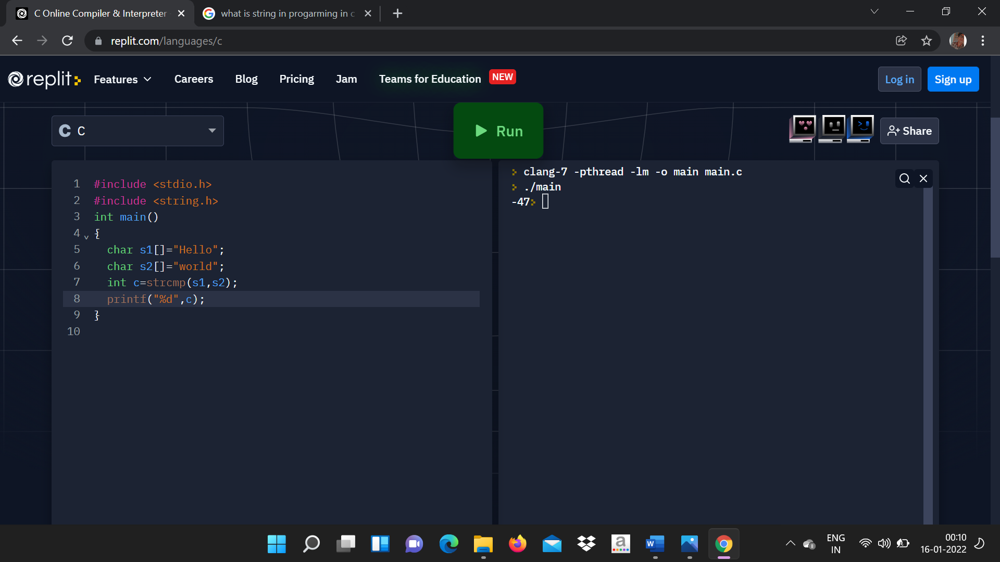 C Online Compiler & Interpreter
what is string in progarming in c
replit.com/languages/c
replit
Features
Careers
Blog
Pricing
Jam
Teams for Education
NEW
Log in
Sign up
C C
Run
Share
1 #include <stdio.h>
2 #include <string.h>
3 int main()
4 {
5 char s1[]="Hello";
6 char s2[]="world";
7 int c=strcmp(s1,s2);
8 printf("%d",c);
9 }
10
clang-7 -pthread -lm -o main main.c
./main
-47
a
W
ENG
IN
00:10
16-01-2022